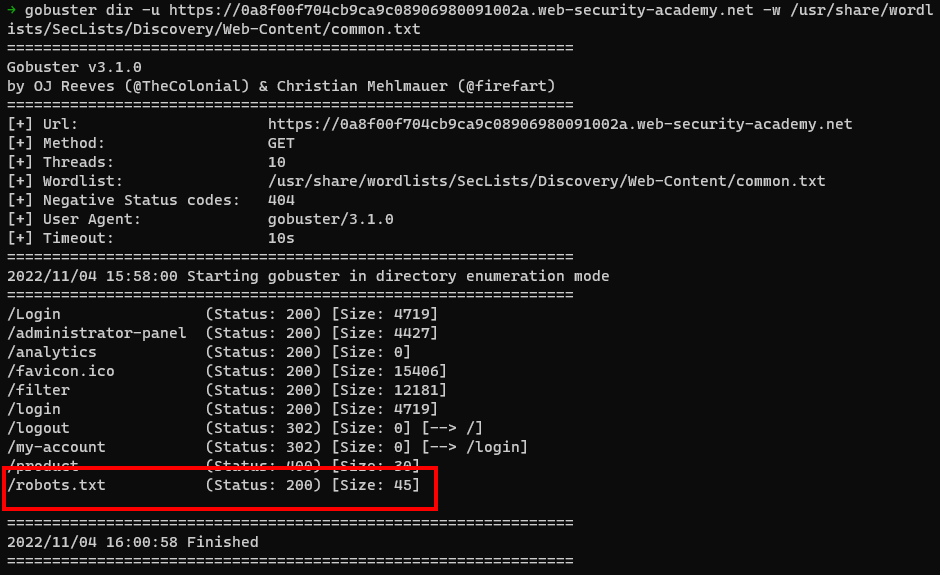 → gobuster dir -u https://0a8f00f704cb9ca9c08906980091002a.web-security-academy.net -w /usr/share/wordl
ists/SecLists/Discovery/Web-Content/common.txt
===============================================================
Gobuster v3.1.0
by OJ Reeves (@TheColonial) & Christian Mehlmauer (@firefart)
===============================================================
[+] Url:                     https://0a8f00f704cb9ca9c08906980091002a.web-security-academy.net
[+] Method:                  GET
[+] Threads:                 10
[+] Wordlist:                /usr/share/wordlists/SecLists/Discovery/Web-Content/common.txt
[+] Negative Status codes:   404
[+] User Agent:              gobuster/3.1.0
[+] Timeout:                 10s
===============================================================
2022/11/04 15:58:00 Starting gobuster in directory enumeration mode
===============================================================
/Login                (Status: 200) [Size: 4719]
/administrator-panel  (Status: 200) [Size: 4427]
/analytics            (Status: 200) [Size: 0]
/favicon.ico          (Status: 200) [Size: 15406]
/filter               (Status: 200) [Size: 12181]
/login                (Status: 200) [Size: 4719]
/logout               (Status: 302) [Size: 0] [--> /]
/my-account           (Status: 302) [Size: 0] [--> /login]
/product              (Status: 400) [Size: 30]
/robots.txt           (Status: 200) [Size: 45]
===============================================================
2022/11/04 16:00:58 Finished
===============================================================